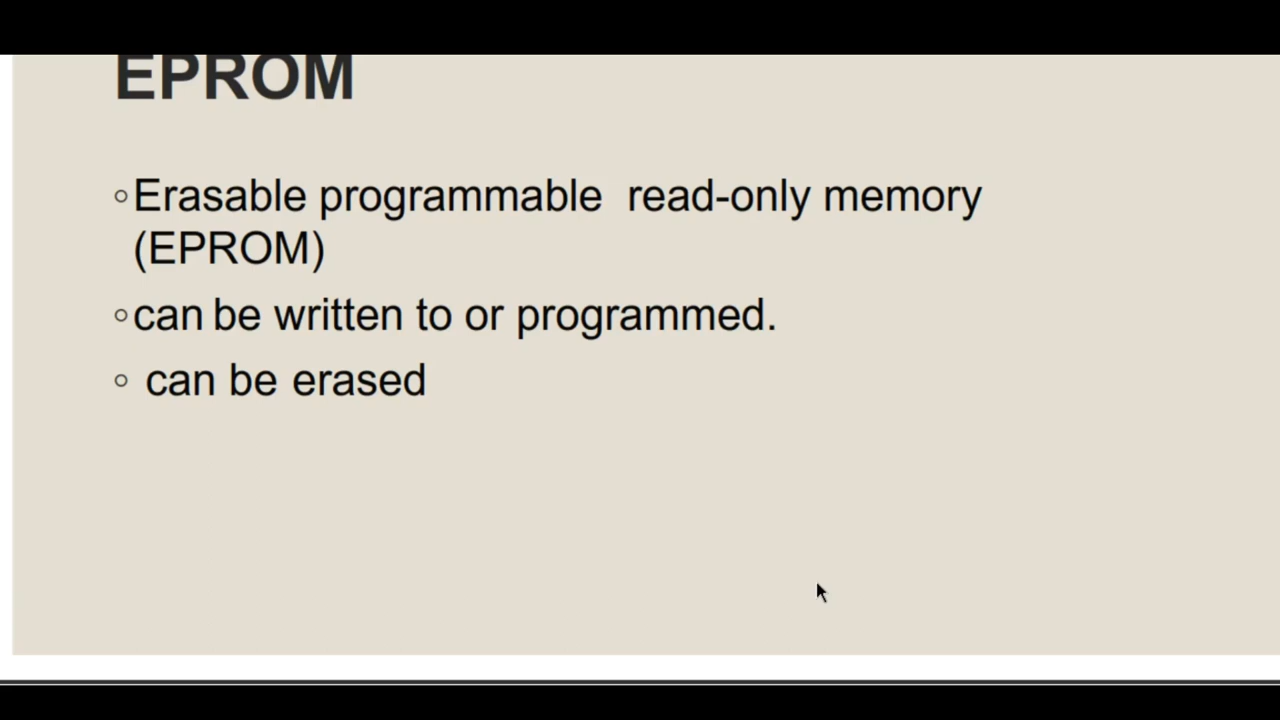 EPROM
◦Erasable programmable read-only memory
(EPROM)
◦can be written to or programmed.
◦ can be erased